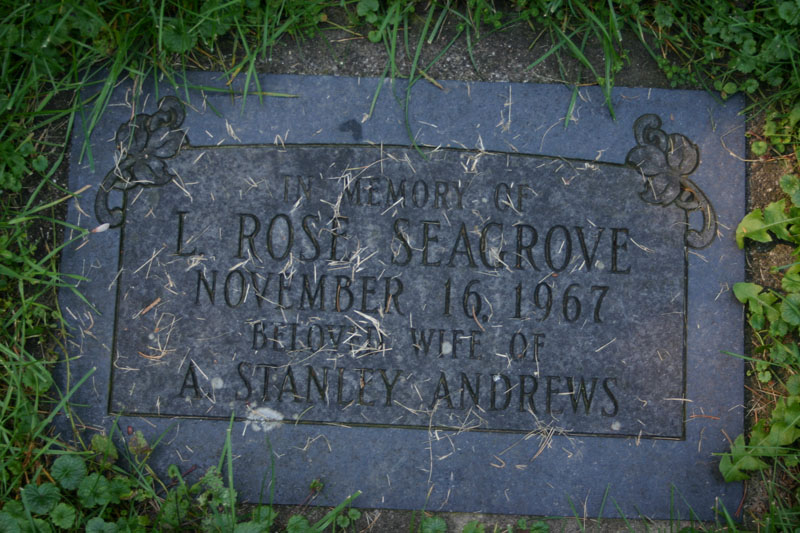 IN MEMORY OF
L. ROSE SEAGROVE
NOVEMBER 16, 1967
BELOVED WIFE OF
A. STANLEY ANDREWS